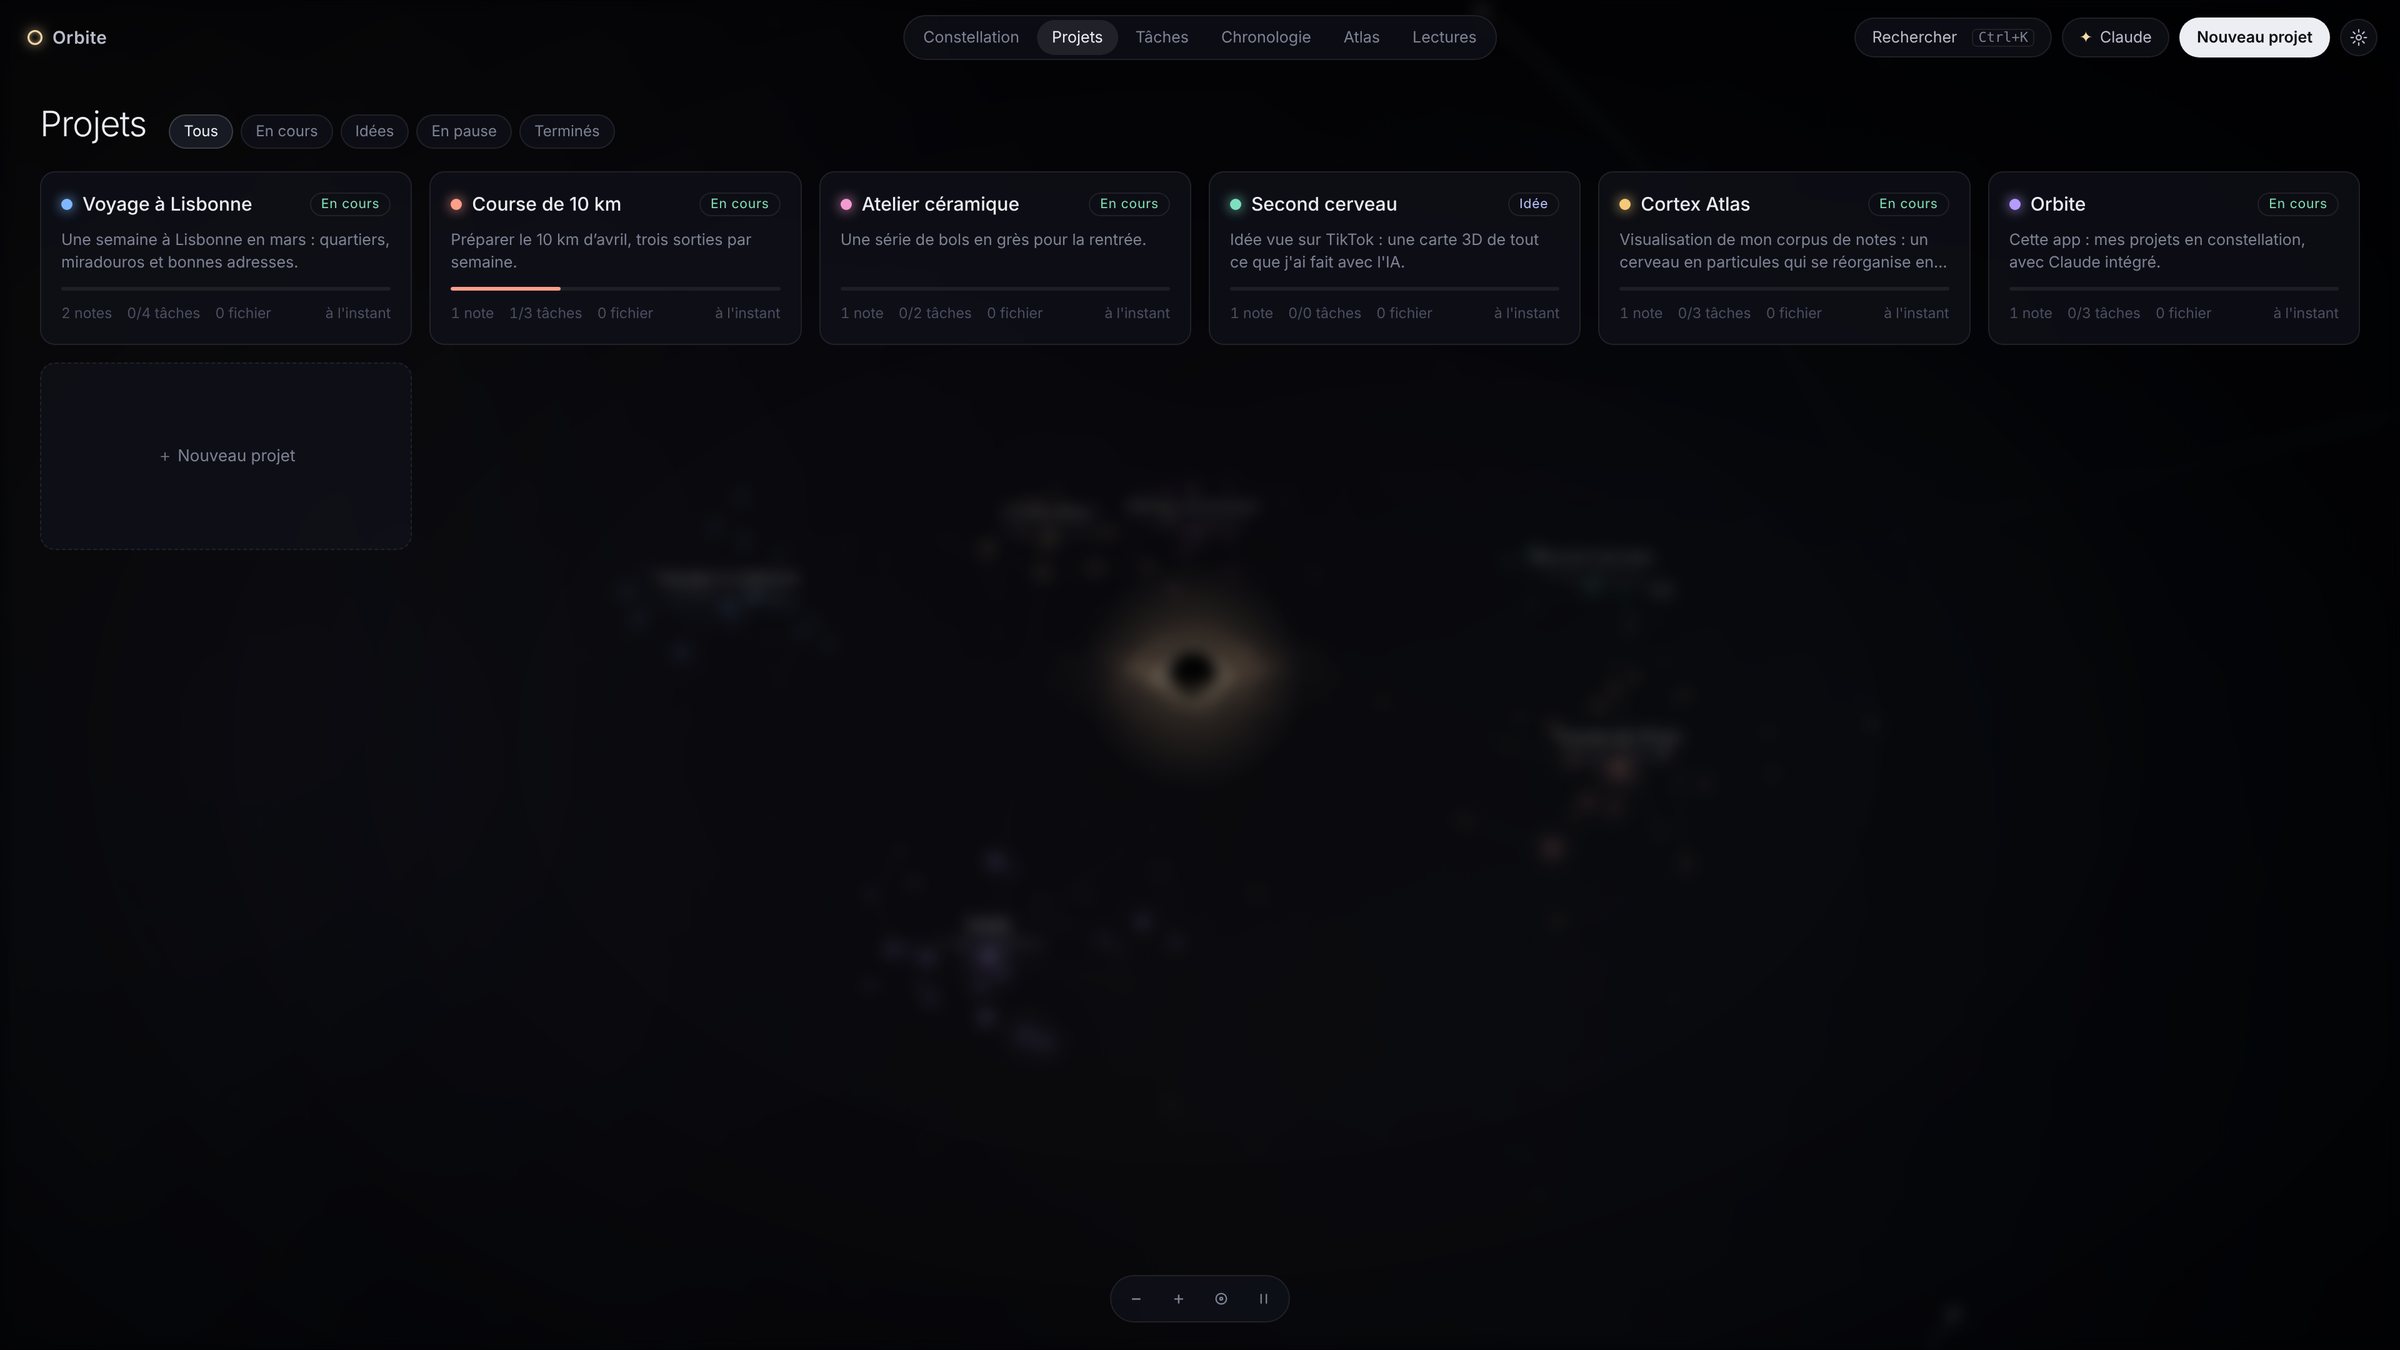 Orbite
Constellation Projets Tâches Chronologie Atlas Lectures
Rechercher Ctrl+K
Claude
Nouveau projet
Projets
Tous En cours Idées En pause Terminés
Voyage à Lisbonne En cours
Une semaine à Lisbonne en mars : quartiers,
miradouros et bonnes adresses.
2 notes 0/4 tâches 0 fichier à l'instant
Course de 10 km En cours
Préparer le 10 km d’avril, trois sorties par
semaine.
1 note 1/3 tâches 0 fichier à l'instant
Atelier céramique En cours
Une série de bols en grès pour la rentrée.
1 note 0/2 tâches 0 fichier à l'instant
Second cerveau Idée
Idée vue sur TikTok : une carte 3D de tout
ce que j'ai fait avec l'IA.
1 note 0/0 tâches 0 fichier à l'instant
Cortex Atlas En cours
Visualisation de mon corpus de notes : un
cerveau en particules qui se réorganise en…
1 note 0/3 tâches 0 fichier à l'instant
Orbite En cours
Cette app : mes projets en constellation,
avec Claude intégré.
1 note 0/3 tâches 0 fichier à l'instant
+ Nouveau projet